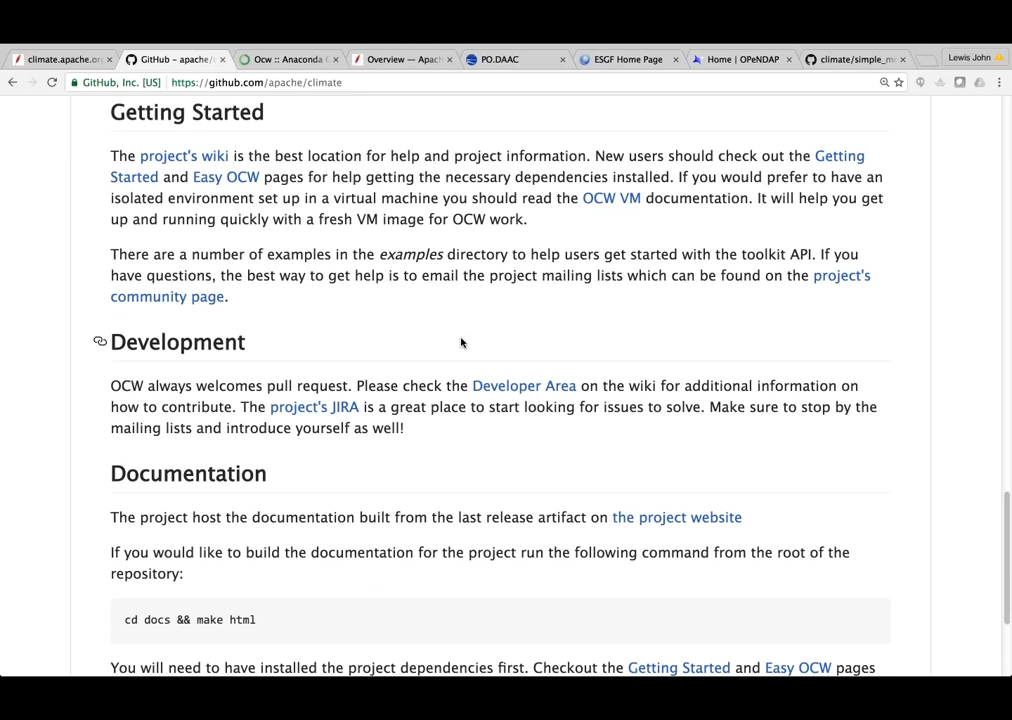 climate.apache.or
GitHub - apache/c
Ocw :: Anaconda C
Overview — Apach
PO.DAAC
ESGF Home Page
Home | OPeNDAP
climate/simple_mo
Lewis John
GitHub, Inc. [US] https://github.com/apache/climate
Getting Started
The project's wiki is the best location for help and project information. New users should check out the Getting
Started and Easy OCW pages for help getting the necessary dependencies installed. If you would prefer to have an
isolated environment set up in a virtual machine you should read the OCW VM documentation. It will help you get
up and running quickly with a fresh VM image for OCW work.
There are a number of examples in the examples directory to help users get started with the toolkit API. If you
have questions, the best way to get help is to email the project mailing lists which can be found on the project's
community page.
Development
OCW always welcomes pull request. Please check the Developer Area on the wiki for additional information on
how to contribute. The project's JIRA is a great place to start looking for issues to solve. Make sure to stop by the
mailing lists and introduce yourself as well!
Documentation
The project host the documentation built from the last release artifact on the project website
If you would like to build the documentation for the project run the following command from the root of the
repository:
cd docs && make html
You will need to have installed the project dependencies first. Checkout the Getting Started and Easy OCW pages